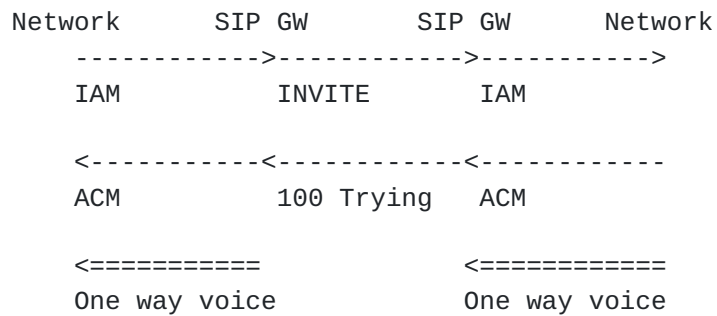 Network SIP GW SIP GW Network
------------>------------>----------->
IAM INVITE IAM
<-----------<------------<------------
ACM 100 Trying ACM
<=========== <============
One way voice One way voice